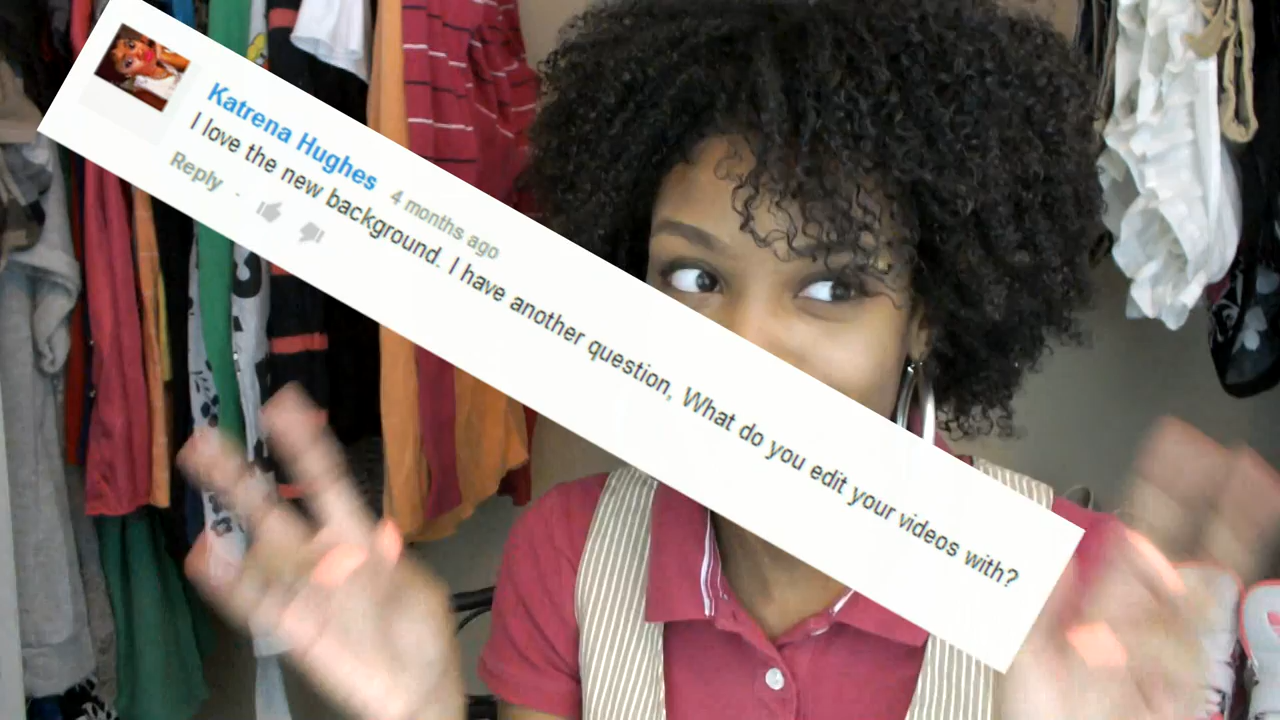 Katrena Hughes 4 months ago
I love the new background. I have another question, What do you edit your videos with?
Reply ·